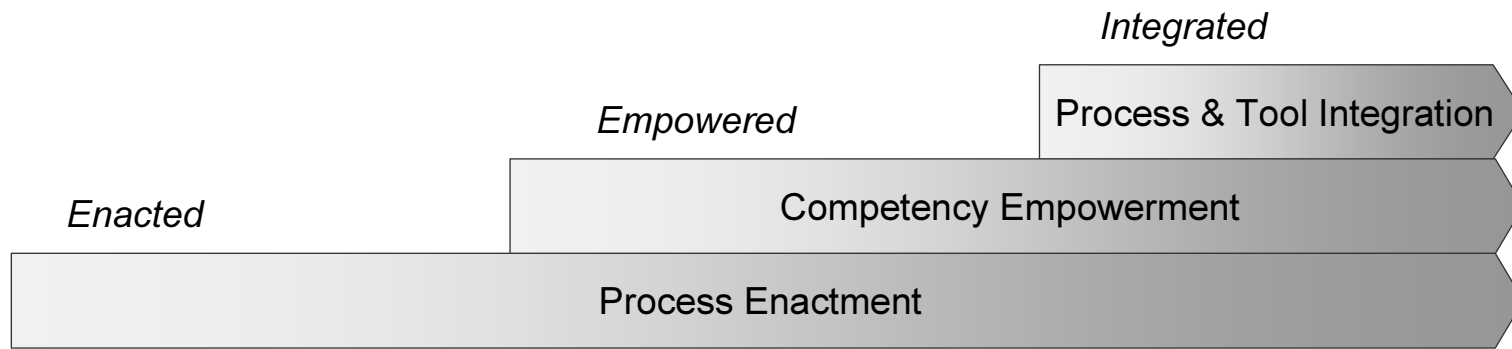 Integrated
Process & Tool Integration
Empowered
Competency Empowerment
Enacted
Process Enactment